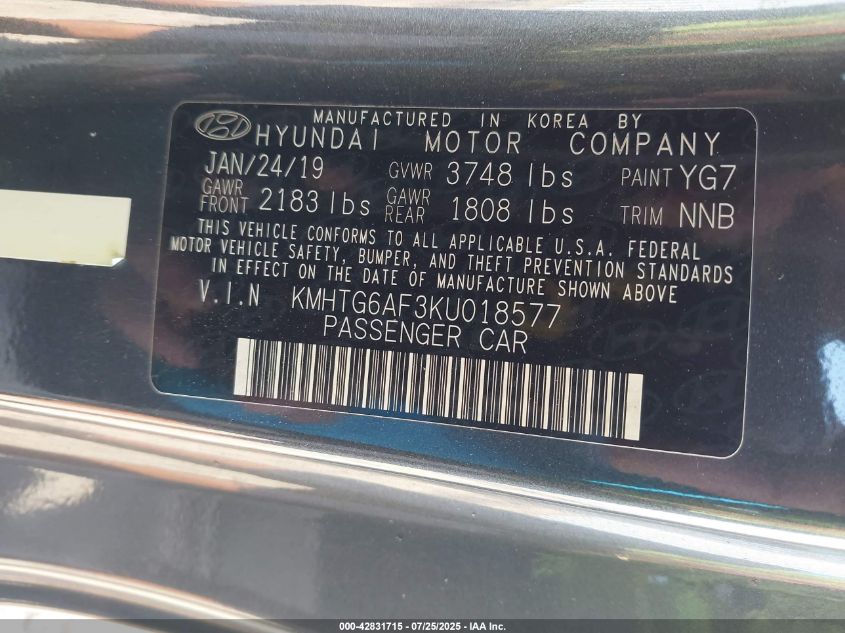 MANUFACTURED IN KOREA BY
HYUNDAI MOTOR COMPANY
JAN/24/19 GVWR 3748 lbs PAINT YG7
GAWR FRONT 2183 lbs GAWR REAR 1808 lbs TRIM NNB
THIS VEHICLE CONFORMS TO ALL APPLICABLE U.S.A. FEDERAL
MOTOR VEHICLE SAFETY, BUMPER, AND THEFT PREVENTION STANDARDS
IN EFFECT ON THE DATE OF MANUFACTURE SHOWN ABOVE
V.I.N KMHTG6AF3KU018577
PASSENGER CAR
000-42831715 - 07/25/2025 - IAA Inc.